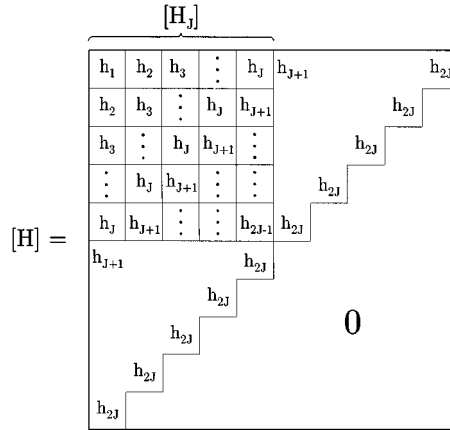 [H_J]
h_1 h_2 h_3 ⋮ h_J h_{J+1} h_{2J}
h_2 h_3 ⋮ h_J h_{J+1} h_{2J}
h_3 ⋮ h_J h_{J+1} ⋮ h_{2J}
⋮ h_J h_{J+1} ⋮ ⋮ h_{2J}
[H] = h_J h_{J+1} ⋮ ⋮ h_{2J-1} h_{2J}
h_{J+1} h_{2J}
h_{2J}
h_{2J} 0
h_{2J}
h_{2J}